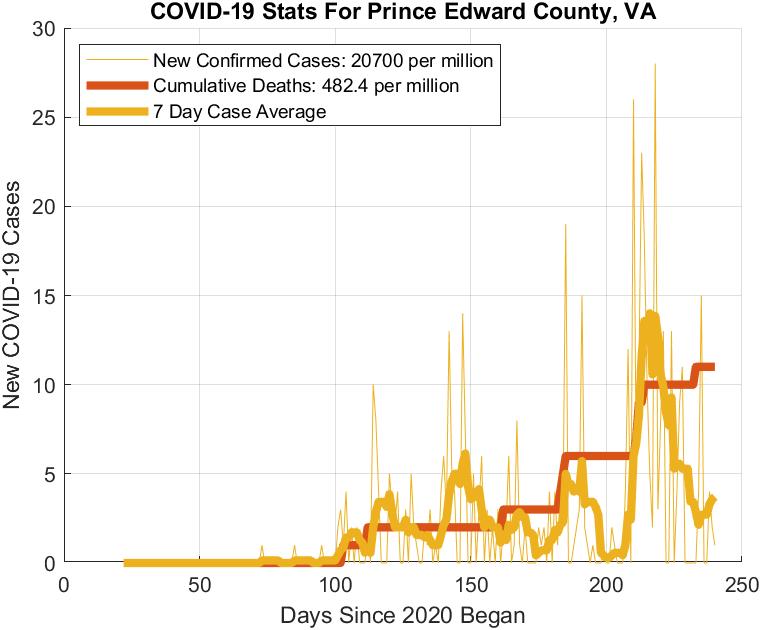 COVID-19 Stats For Prince Edward County, VA
New Confirmed Cases: 20700 per million
Cumulative Deaths: 482.4 per million
7 Day Case Average
New COVID-19 Cases
30
25
20
15
10
5
0
0 50 100 150 200 250
Days Since 2020 Began